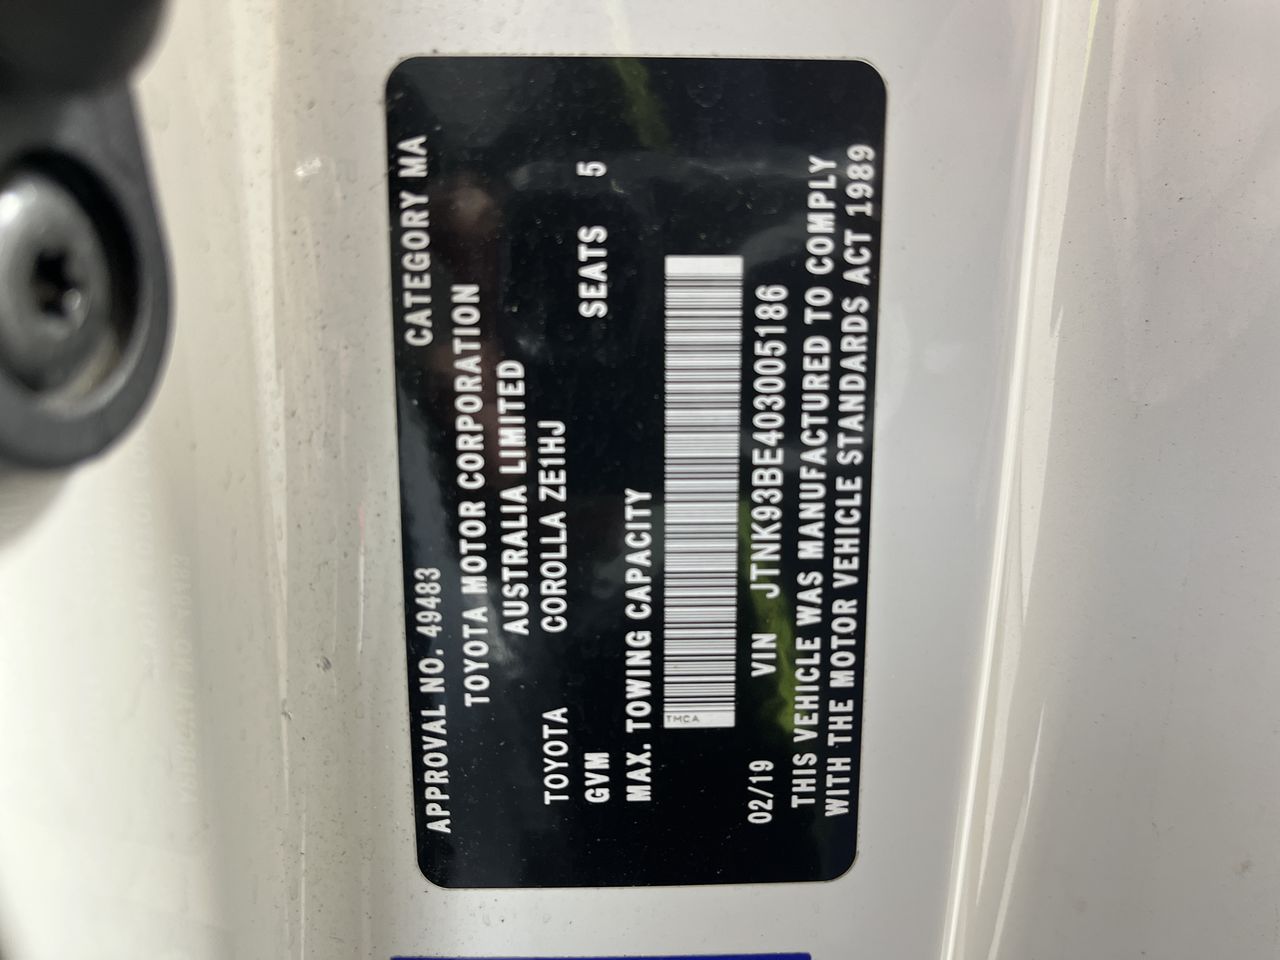 APPROVAL NO. 49483 CATEGORY MA
TOYOTA MOTOR CORPORATION
AUSTRALIA LIMITED
TOYOTA COROLLA ZE1HJ
GVM SEATS 5
MAX. TOWING CAPACITY
TMCA
02/19 VIN JTNK93BE403005186
THIS VEHICLE WAS MANUFACTURED TO COMPLY
WITH THE MOTOR VEHICLE STANDARDS ACT 1989